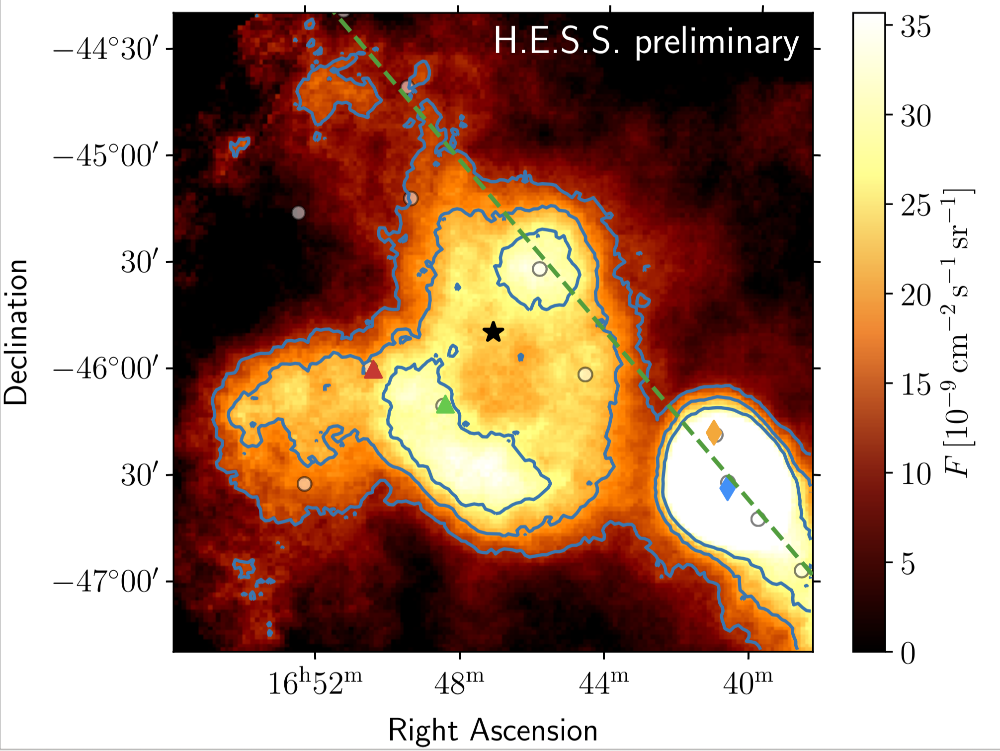 H.E.S.S. preliminary
−44°30′
−45°00′
30′
−46°00′
30′
−47°00′
Declination
16ʰ52ᵐ 48ᵐ 44ᵐ 40ᵐ
Right Ascension
35
30
25
20
15
10
5
0
F [10⁻⁹ cm⁻² s⁻¹ sr⁻¹]